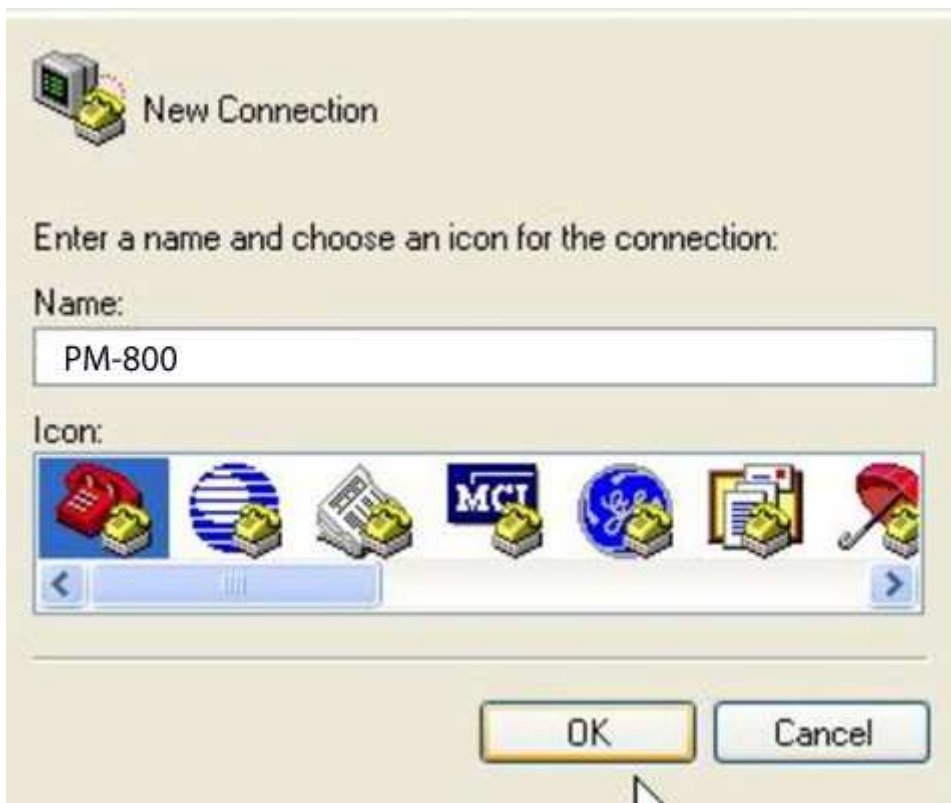 New Connection
Enter a name and choose an icon for the connection:
Name:
PM-800
Icon:
MCI
OK
Cancel